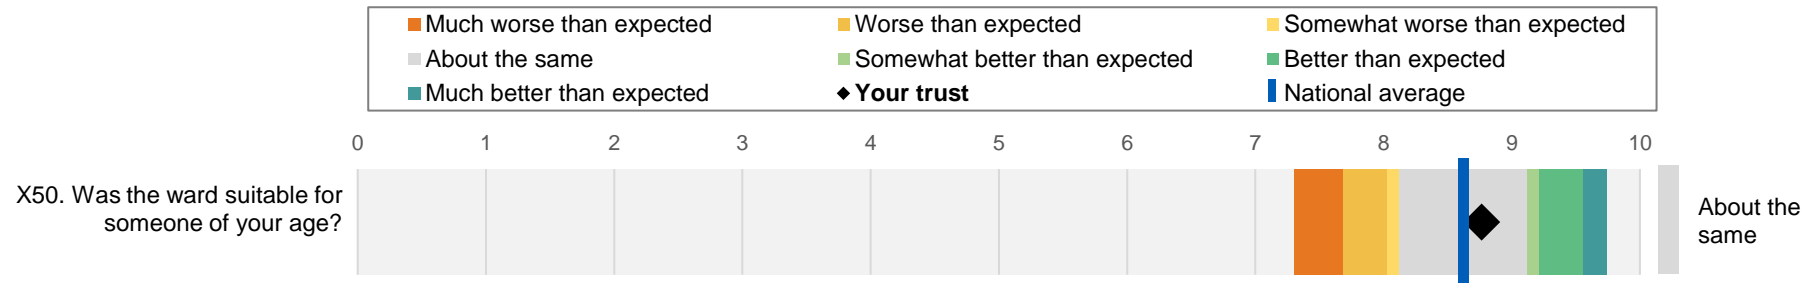 Much worse than expected
Worse than expected
Somewhat worse than expected
About the same
Somewhat better than expected
Better than expected
Much better than expected
Your trust
National average
0 1 2 3 4 5 6 7 8 9 10
X50. Was the ward suitable for
someone of your age?
About the
same